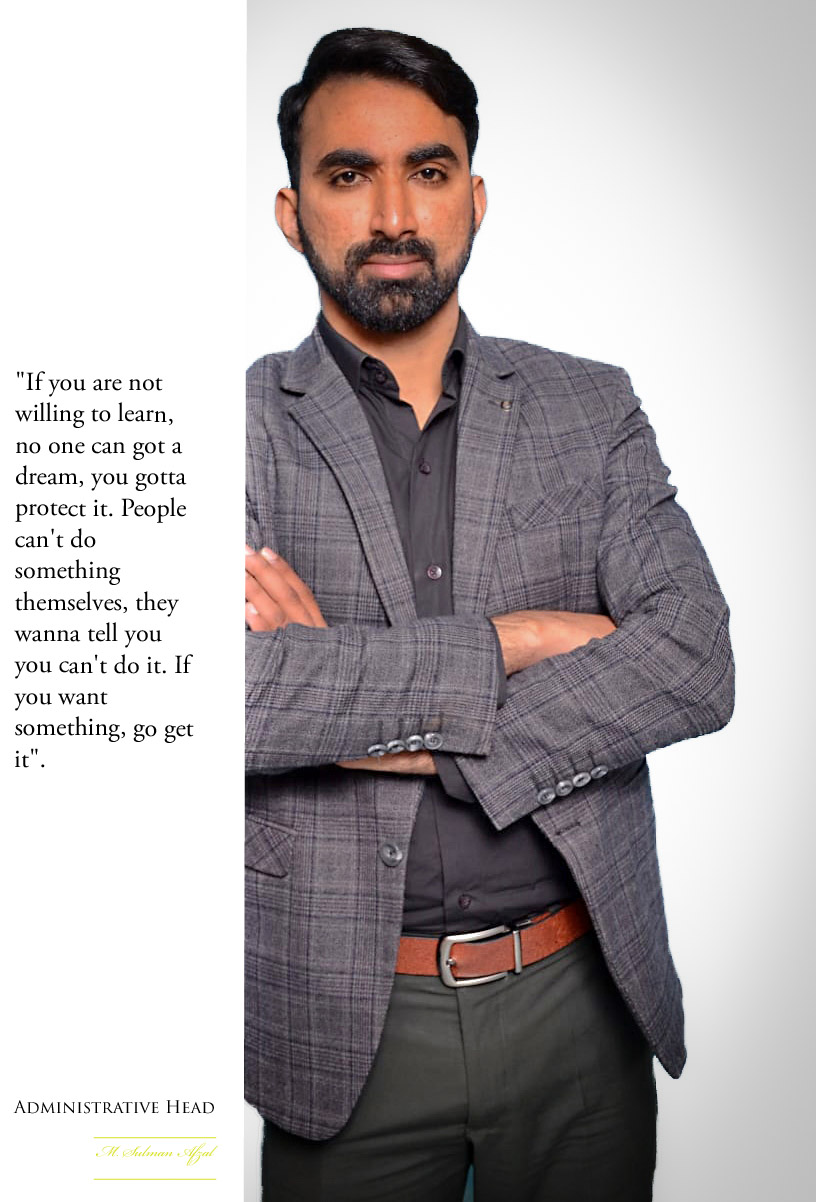 "If you are not
willing to learn,
no one can got a
dream, you gotta
protect it. People
can't do
something
themselves, they
wanna tell you
you can't do it. If
you want
something, go get
it".
Administrative Head
M. Sulman Afzal